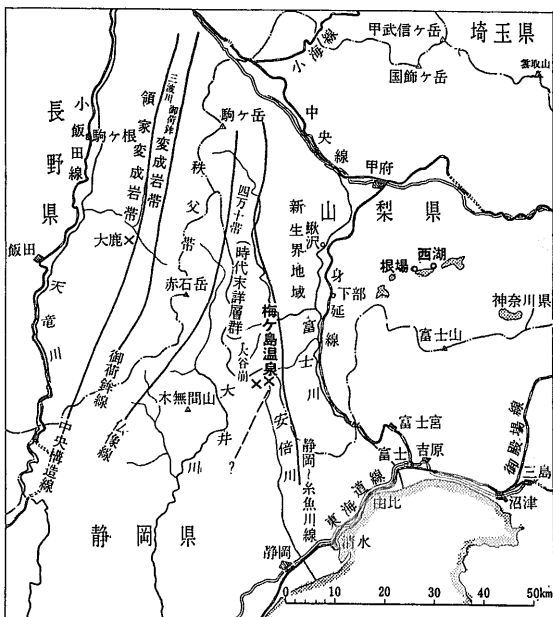 埼玉県
甲武信ヶ岳
雲取山
国師ヶ岳
小海線
中央線
甲府
山梨県
長野県
小飯田線
駒ヶ根
領家変成岩帯
三波川御荷鉾変成岩帯
秩父帯
駒ヶ岳
四万十帯(時代末詳層群)
新生界地域
鰍沢
身延線
下部
根場
西湖
神奈川県
富士山
飯田
大鹿
天竜川
赤石岳
梅ヶ島温泉
大谷崩
富士川
御荷鉾線
仏像線
木無間山
大井川
安倍川
?
静岡~糸魚川線
中央構造線
静岡県
富士宮
富士
吉原
御殿場線
三島
沼津
東海道線
由比
清水
静岡
0 10 20 30 40 50km